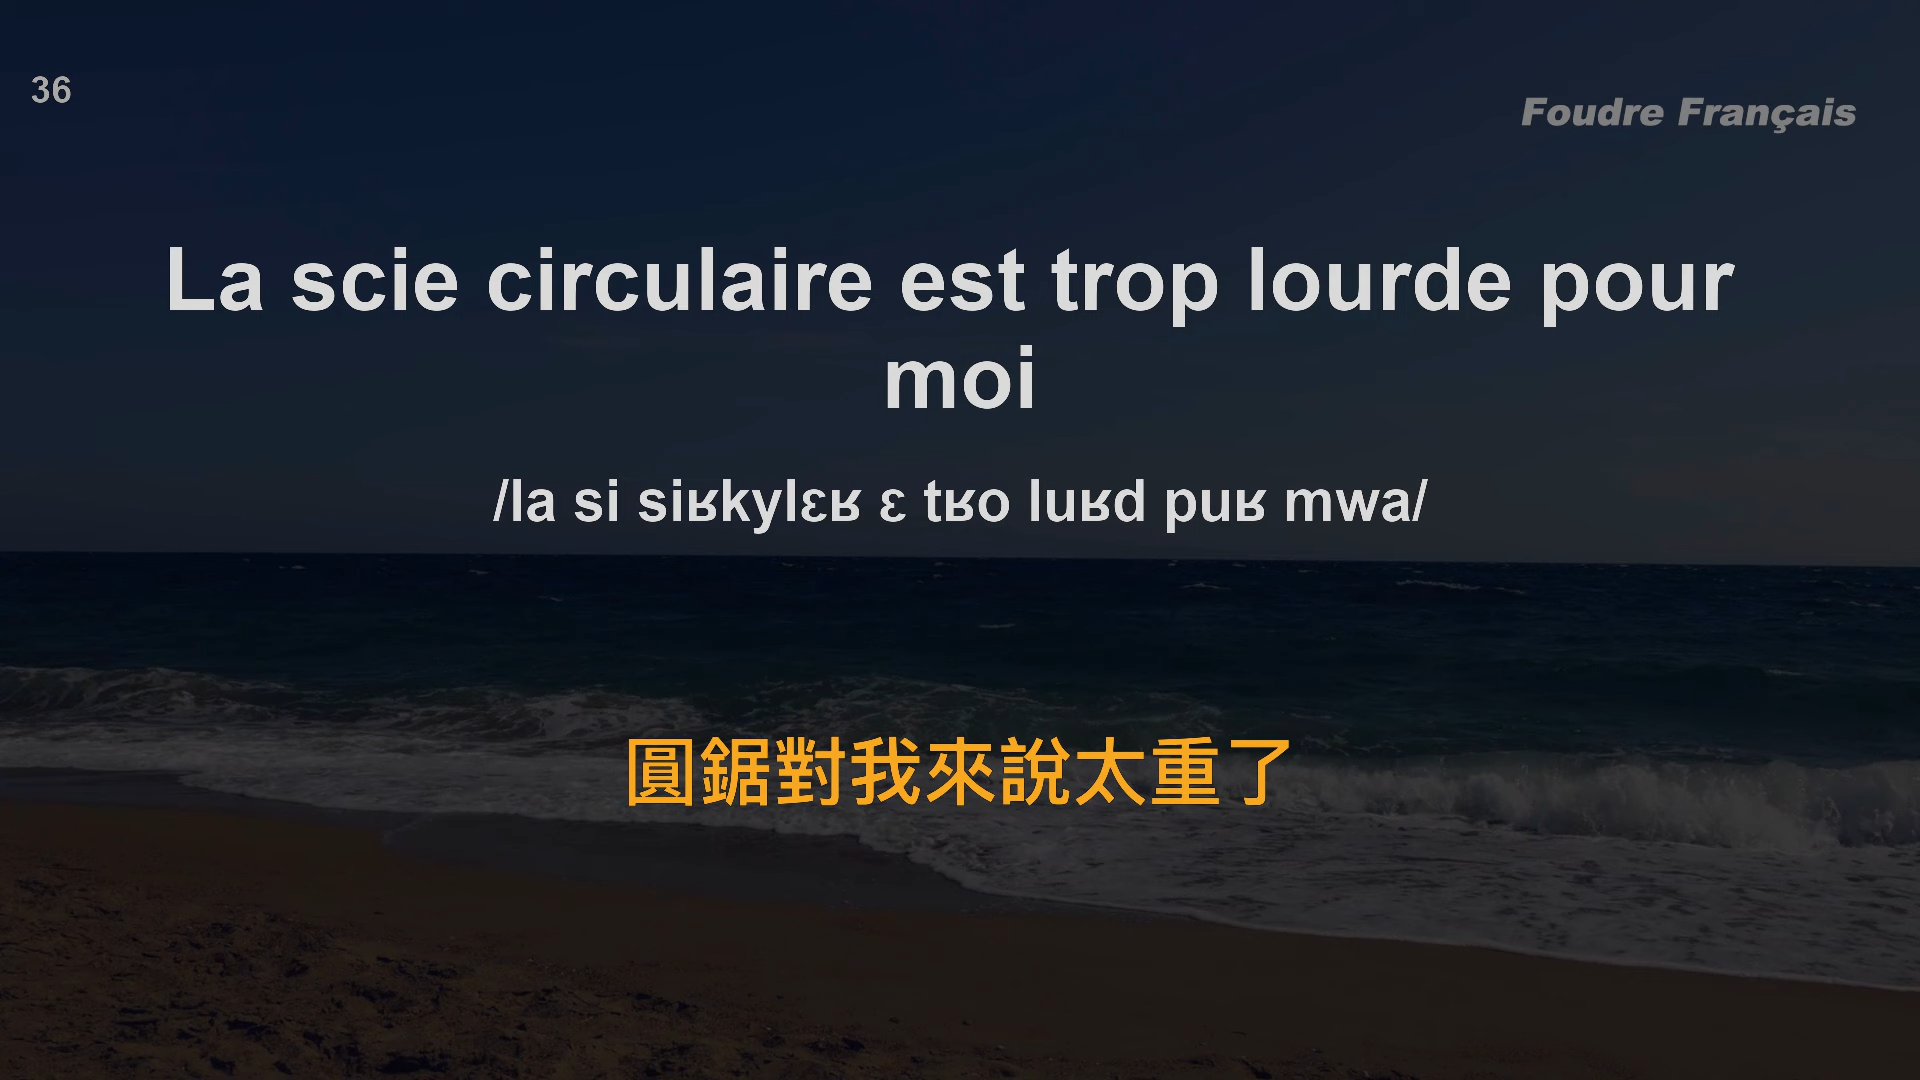 36
Foudre Français
La scie circulaire est trop lourde pour
moi
/la si siʁkylɛʁ ɛ tʁo luʁd puʁ mwa/
圓鋸對我來說太重了